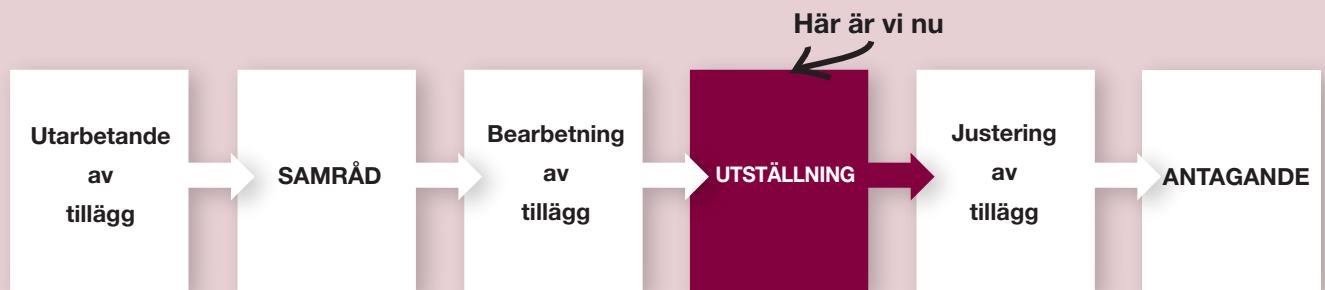 Här är vi nu
Utarbetande
av
tillägg
SAMRÅD
Bearbetning
av
tillägg
UTSTÄLLNING
Justering
av
tillägg
ANTAGANDE